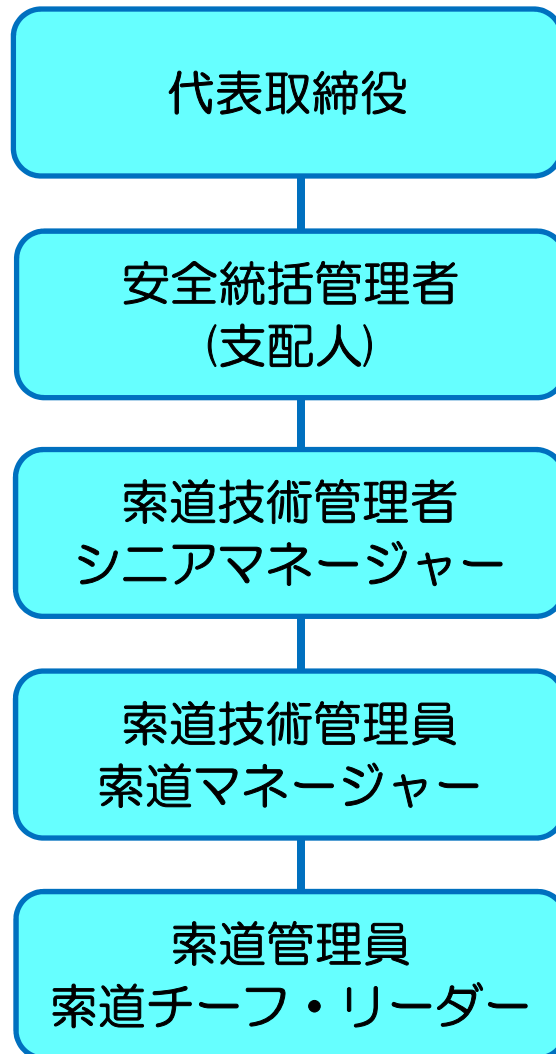 代表取締役
安全統括管理者
(支配人)
索道技術管理者
シニアマネージャー
索道技術管理員
索道マネージャー
索道管理員
索道チーフ・リーダー